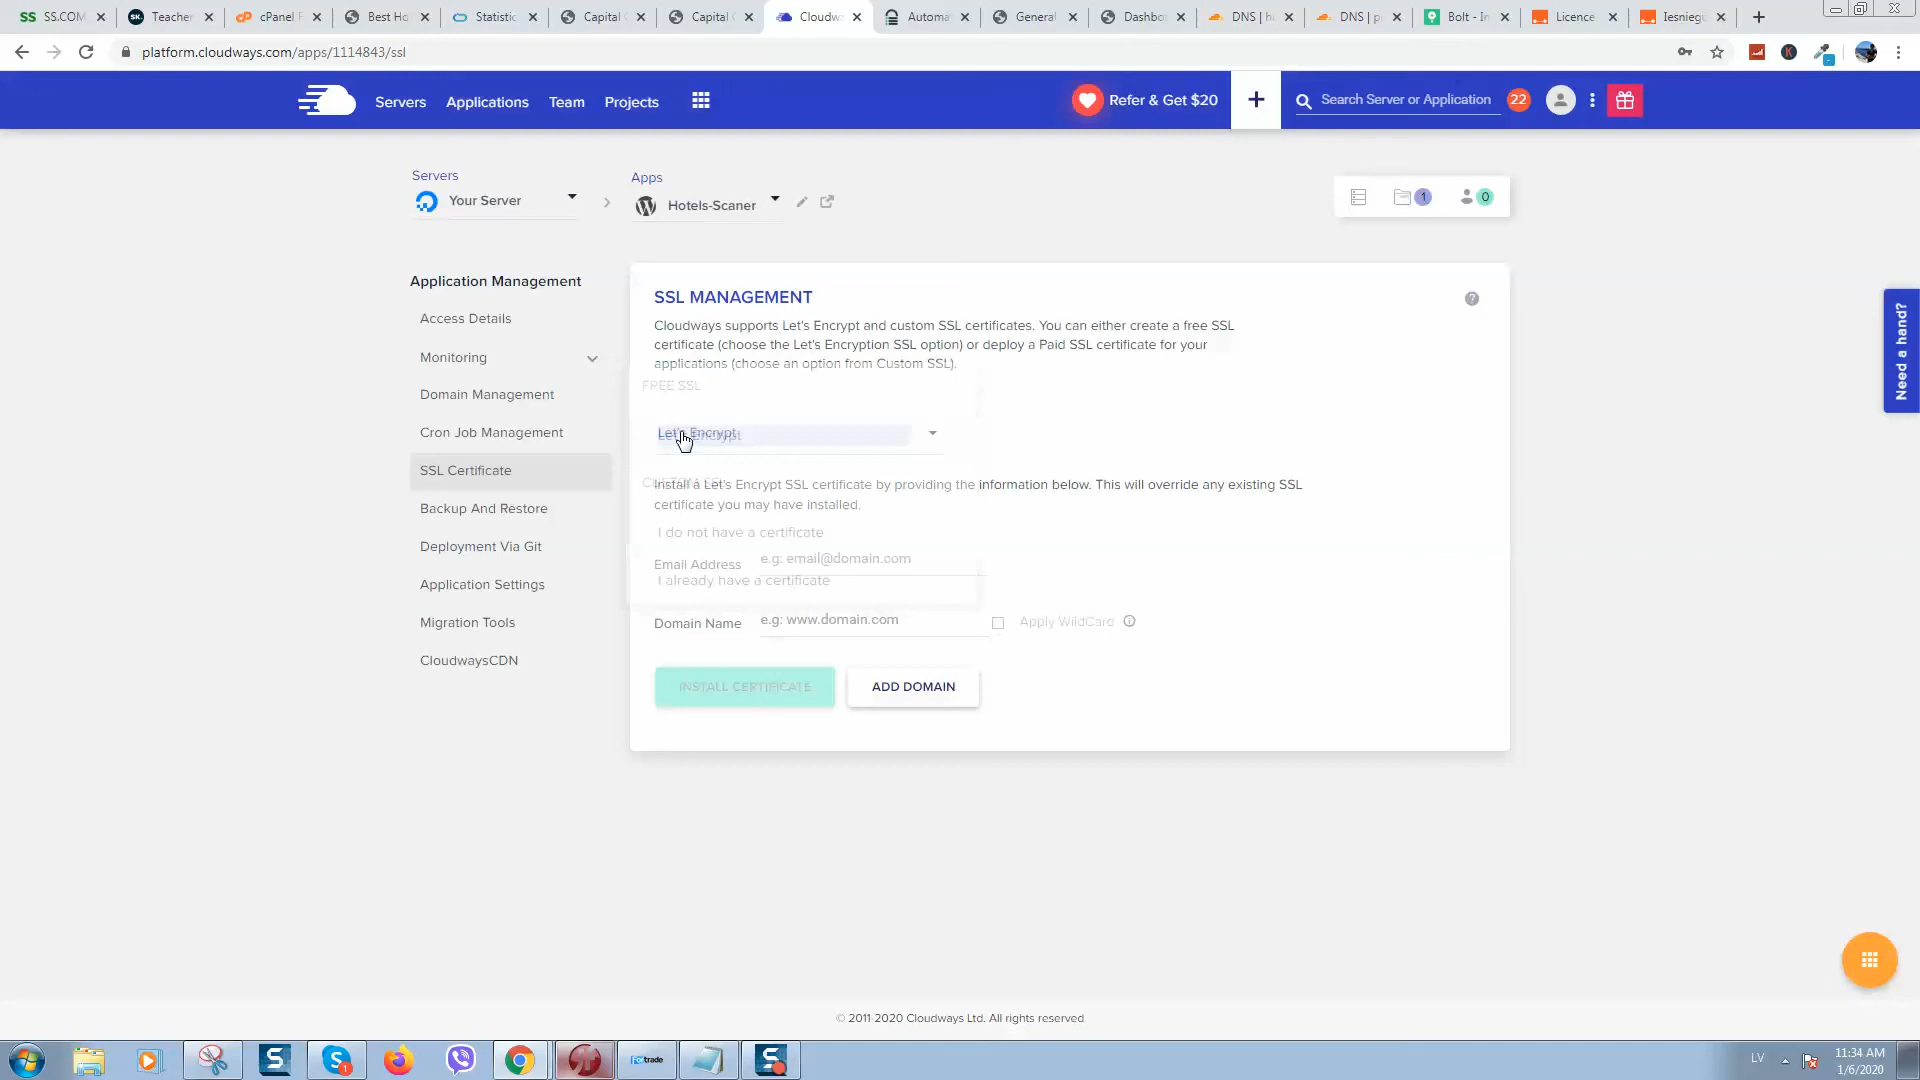 SS.COM
Teacher
cPanel F
Best Ho
Statistic
Capital C
Capital C
Cloudwa
Automa
General
Dashbo
DNS | h
DNS | p
Bolt - In
Licence
Iesniegu
platform.cloudways.com/apps/1114843/ssl
Servers
Applications
Team
Projects
Refer & Get $20
Search Server or Application
22
Servers
Your Server
Apps
Hotels-Scaner
1
0
Application Management
Access Details
Monitoring
Domain Management
Cron Job Management
SSL Certificate
Backup And Restore
Deployment Via Git
Application Settings
Migration Tools
CloudwaysCDN
SSL MANAGEMENT
Cloudways supports Let's Encrypt and custom SSL certificates. You can either create a free SSL
certificate (choose the Let's Encryption SSL option) or deploy a Paid SSL certificate for your
applications (choose an option from Custom SSL).
FREE SSL
Let's Encrypt
Install a Let's Encrypt SSL certificate by providing the information below. This will override any existing SSL
certificate you may have installed.
I do not have a certificate
Email Address
e.g: email@domain.com
I already have a certificate
Domain Name
e.g: www.domain.com
Apply WildCard
INSTALL CERTIFICATE
ADD DOMAIN
Need a hand?
© 2011-2020 Cloudways Ltd. All rights reserved
Fortrade
LV
11:34 AM
1/6/2020